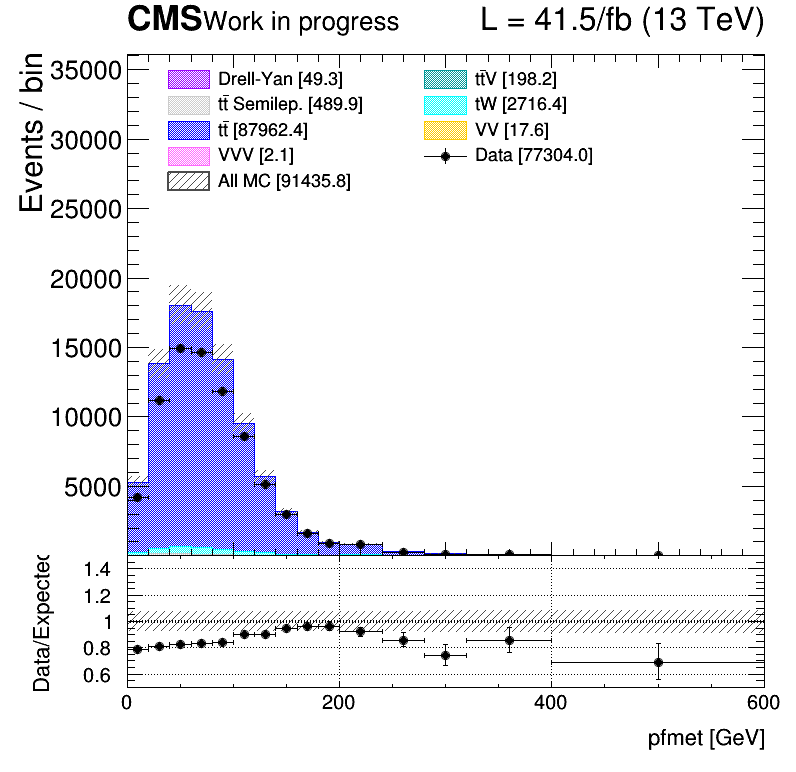 CMS Work in progress L = 41.5/fb (13 TeV)
Events / bin
35000
30000
25000
20000
15000
10000
5000
Drell-Yan [49.3]
tt̄ Semilep. [489.9]
tt̄ [87962.4]
VVV [2.1]
All MC [91435.8]
tt̄V [198.2]
tW [2716.4]
VV [17.6]
Data [77304.0]
Data/Expected
1.4
1.2
1
0.8
0.6
0 200 400 600
pfmet [GeV]